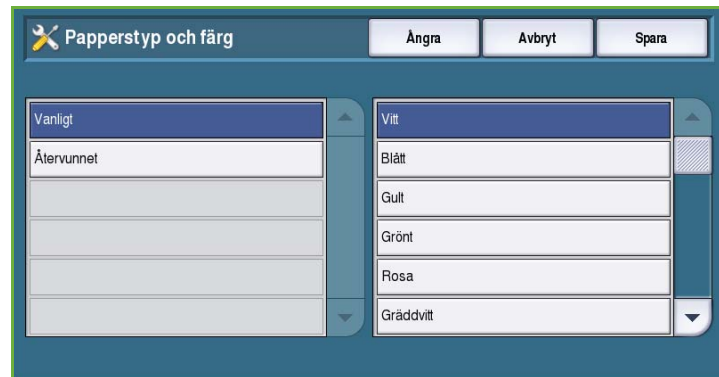 Papperstyp och färg
Ångra
Avbryt
Spara
Vanligt
Återvunnet
Vitt
Blått
Gult
Grönt
Rosa
Gräddvitt